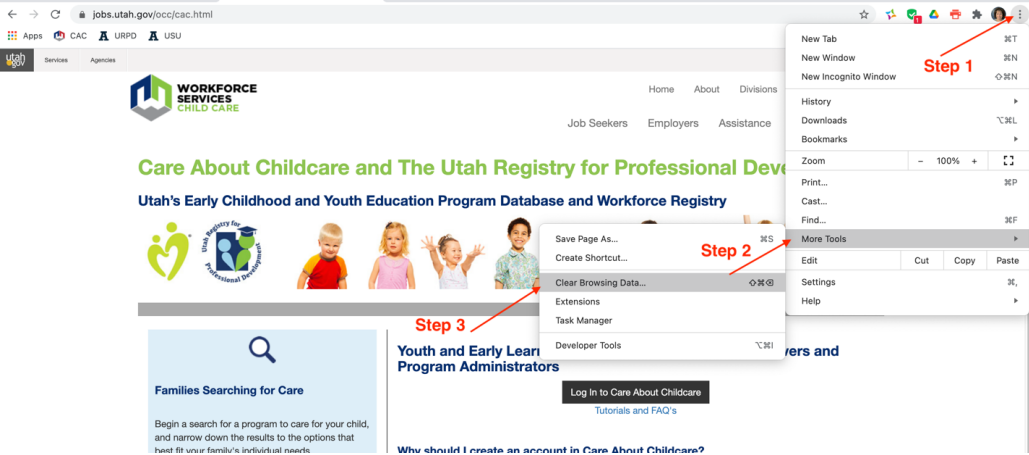 jobs.utah.gov/occ/cac.html
1
Apps CAC URPD USU
utah gov Services Agencies
WORKFORCE
SERVICES
CHILD CARE
Home About Divisions
Job Seekers Employers Assistance
Care About Childcare and The Utah Registry for Professional Deve
Utah's Early Childhood and Youth Education Program Database and Workforce Registry
Utah Registry for
Professional Development
Step 1
New Tab ⌘T
New Window ⌘N
New Incognito Window ⇧⌘N
History
Downloads ⌥⌘L
Bookmarks
Zoom - 100% +
Print... ⌘P
Cast...
Find... ⌘F
More Tools
Edit Cut Copy Paste
Settings ⌘,
Help
Step 2
Save Page As... ⌘S
Create Shortcut...
Clear Browsing Data... ⇧⌘⌫
Extensions
Task Manager
Developer Tools ⌥⌘I
Step 3
Families Searching for Care
Begin a search for a program to care for your child,
and narrow down the results to the options that
best fit your family's individual needs
Youth and Early Lear vers and
Program Administrators
Log In to Care About Childcare
Tutorials and FAQ's
Why should I create an account in Care About Childcare?